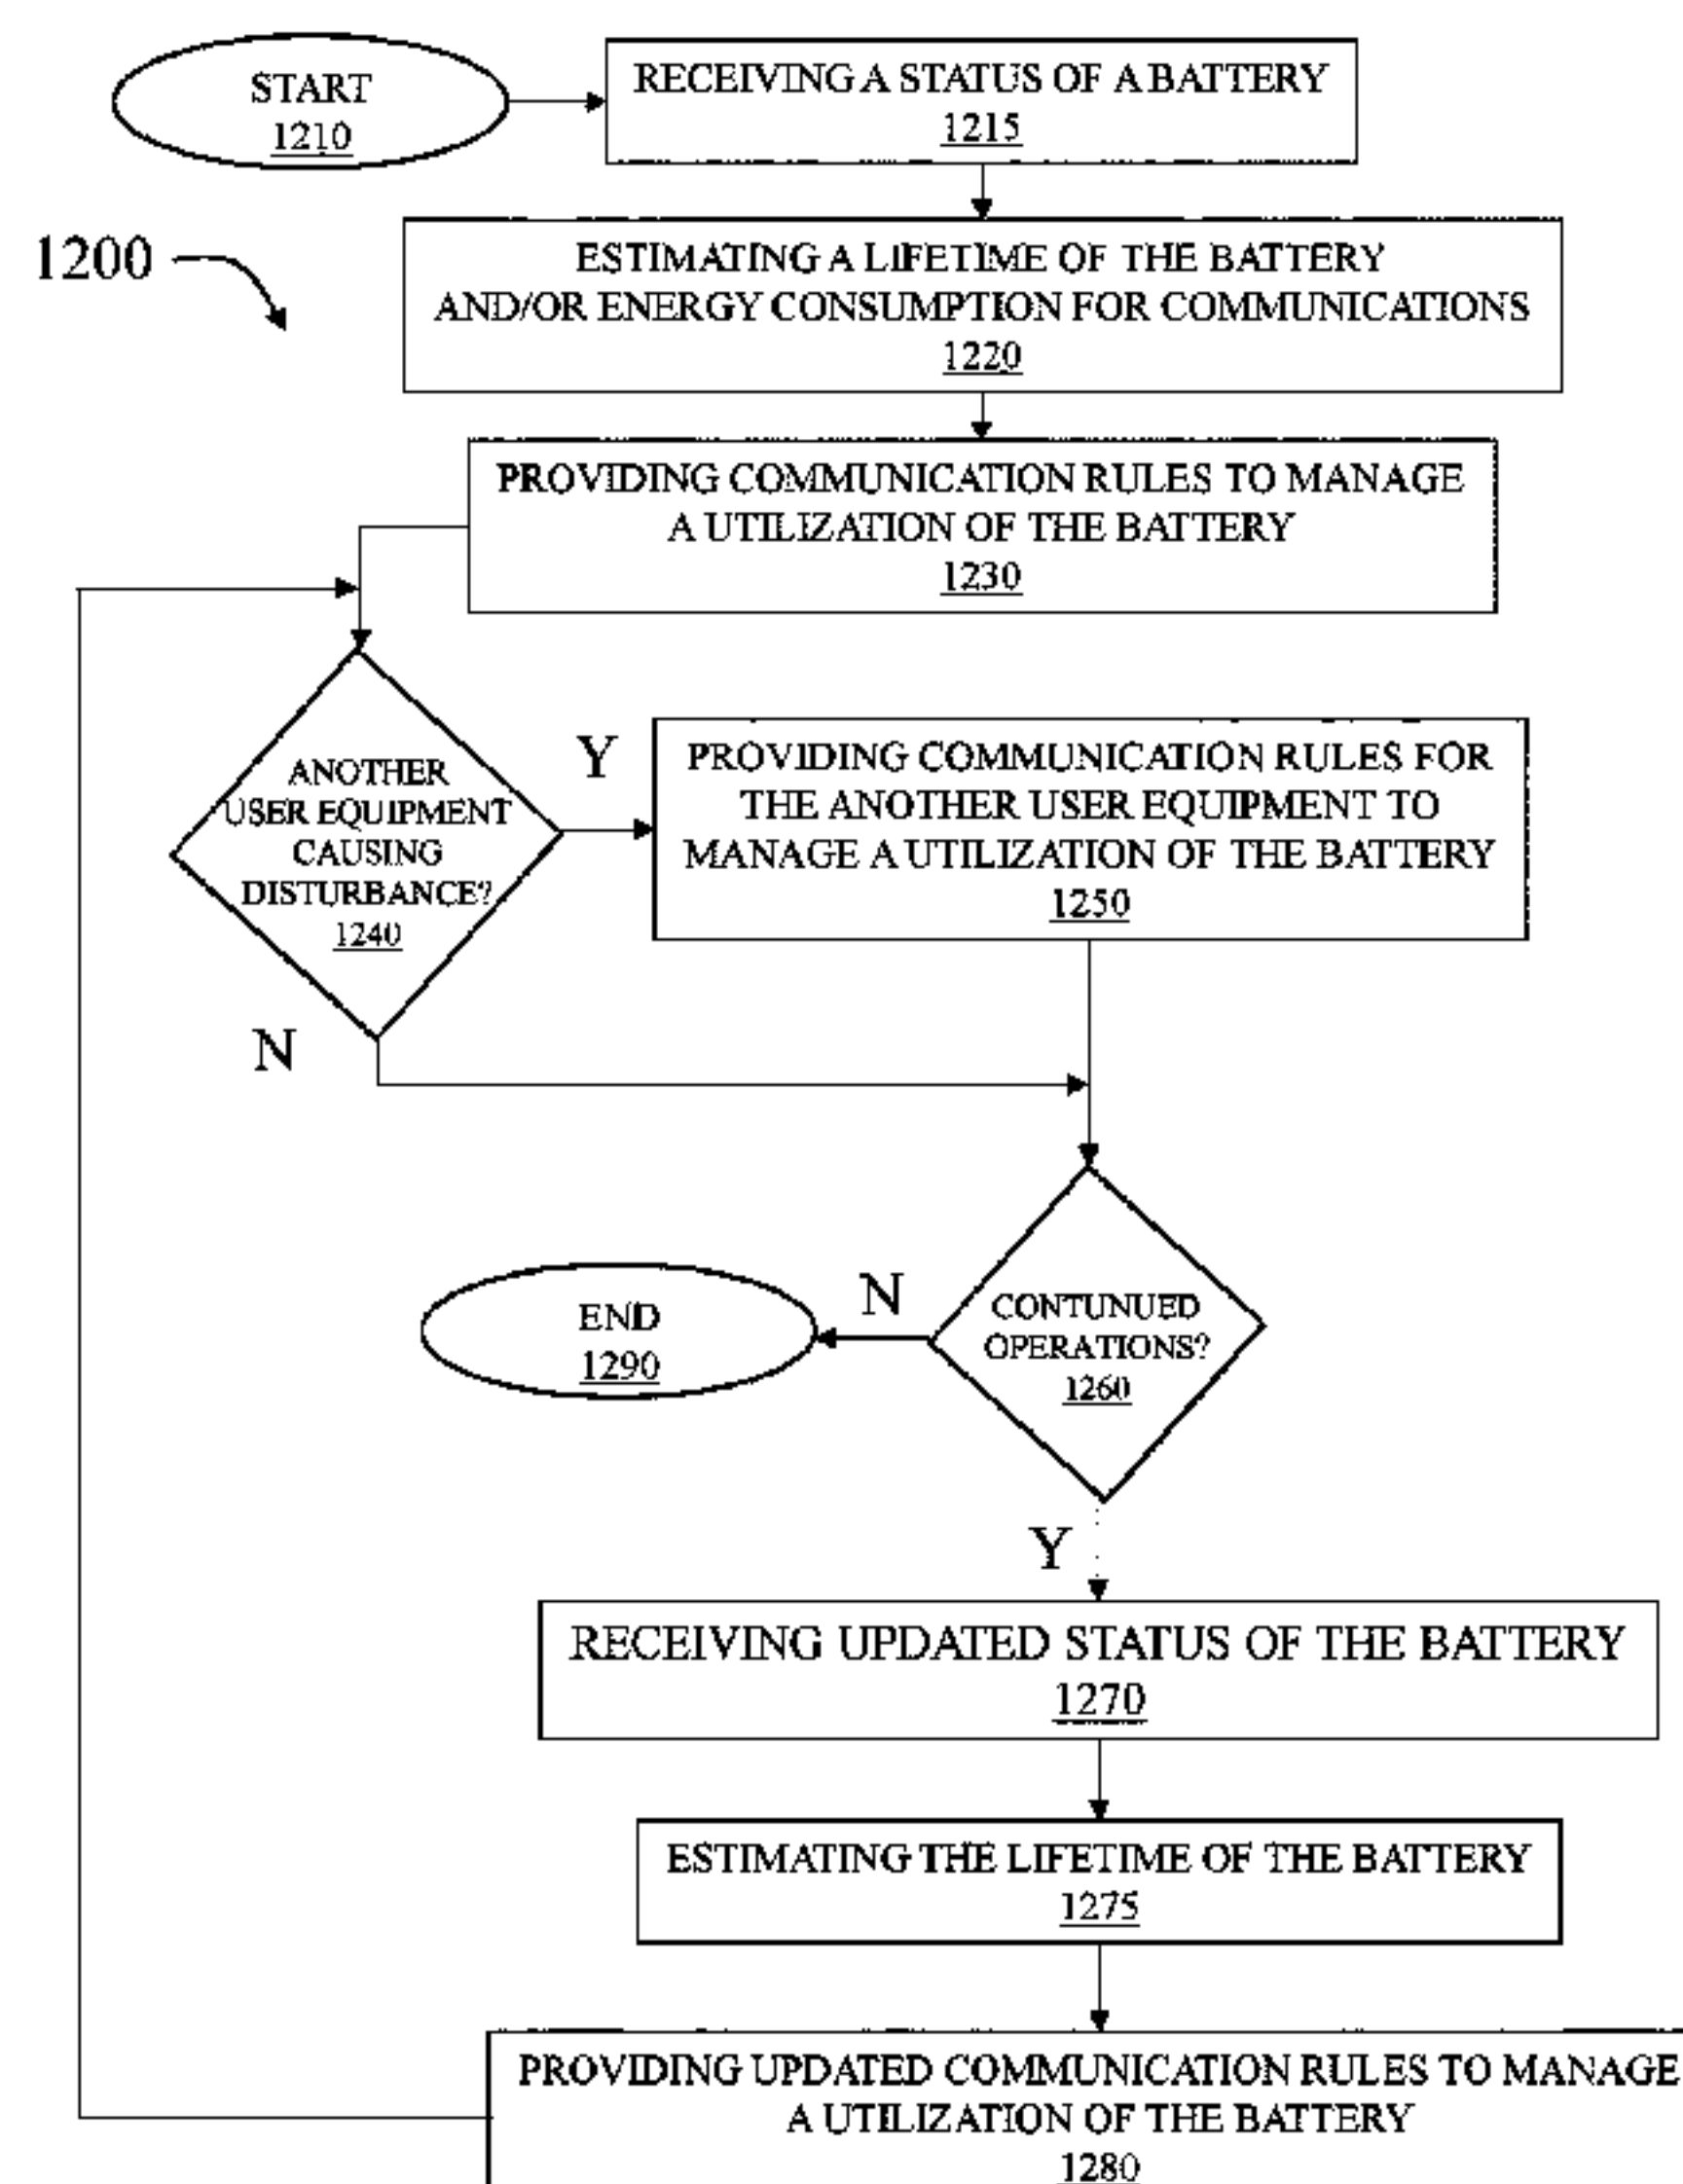 START
1210
RECEIVING A STATUS OF A BATTERY
1215
1200
ESTIMATING A LIFETIME OF THE BATTERY
AND/OR ENERGY CONSUMPTION FOR COMMUNICATIONS
1220
PROVIDING COMMUNICATION RULES TO MANAGE
A UTILIZATION OF THE BATTERY
1230
ANOTHER
USER EQUIPMENT
CAUSING
DISTURBANCE?
1240
Y
PROVIDING COMMUNICATION RULES FOR
THE ANOTHER USER EQUIPMENT TO
MANAGE A UTILIZATION OF THE BATTERY
1250
N
CONTUNUED
OPERATIONS?
1260
N
END
1290
Y
RECEIVING UPDATED STATUS OF THE BATTERY
1270
ESTIMATING THE LIFETIME OF THE BATTERY
1275
PROVIDING UPDATED COMMUNICATION RULES TO MANAGE
A UTILIZATION OF THE BATTERY
1280